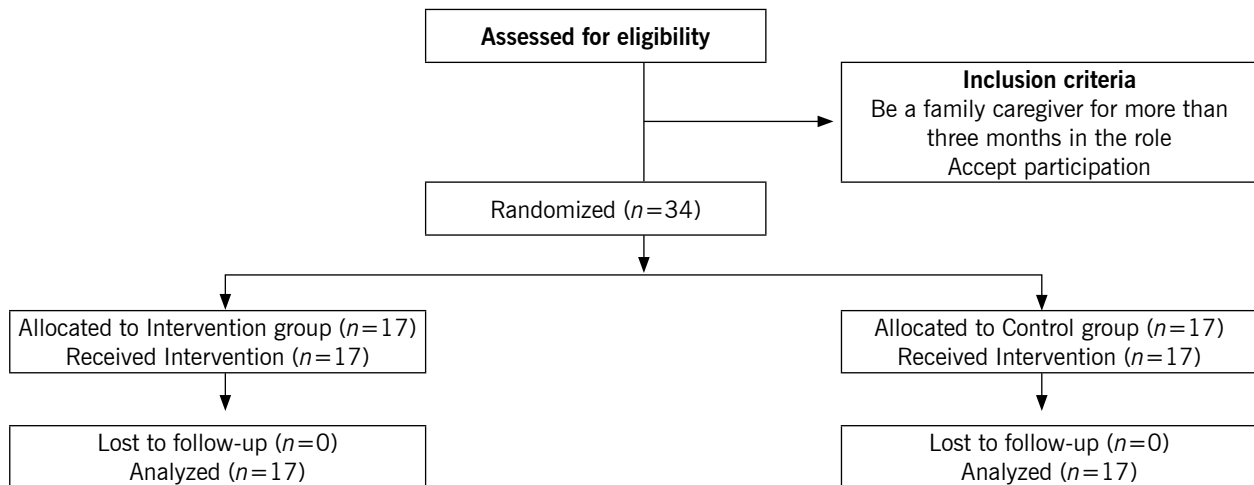 Assessed for eligibility
Inclusion criteria
Be a family caregiver for more than
three months in the role
Accept participation
Randomized (n=34)
Allocated to Intervention group (n=17)
Received Intervention (n=17)
Allocated to Control group (n=17)
Received Intervention (n=17)
Lost to follow-up (n=0)
Analyzed (n=17)
Lost to follow-up (n=0)
Analyzed (n=17)